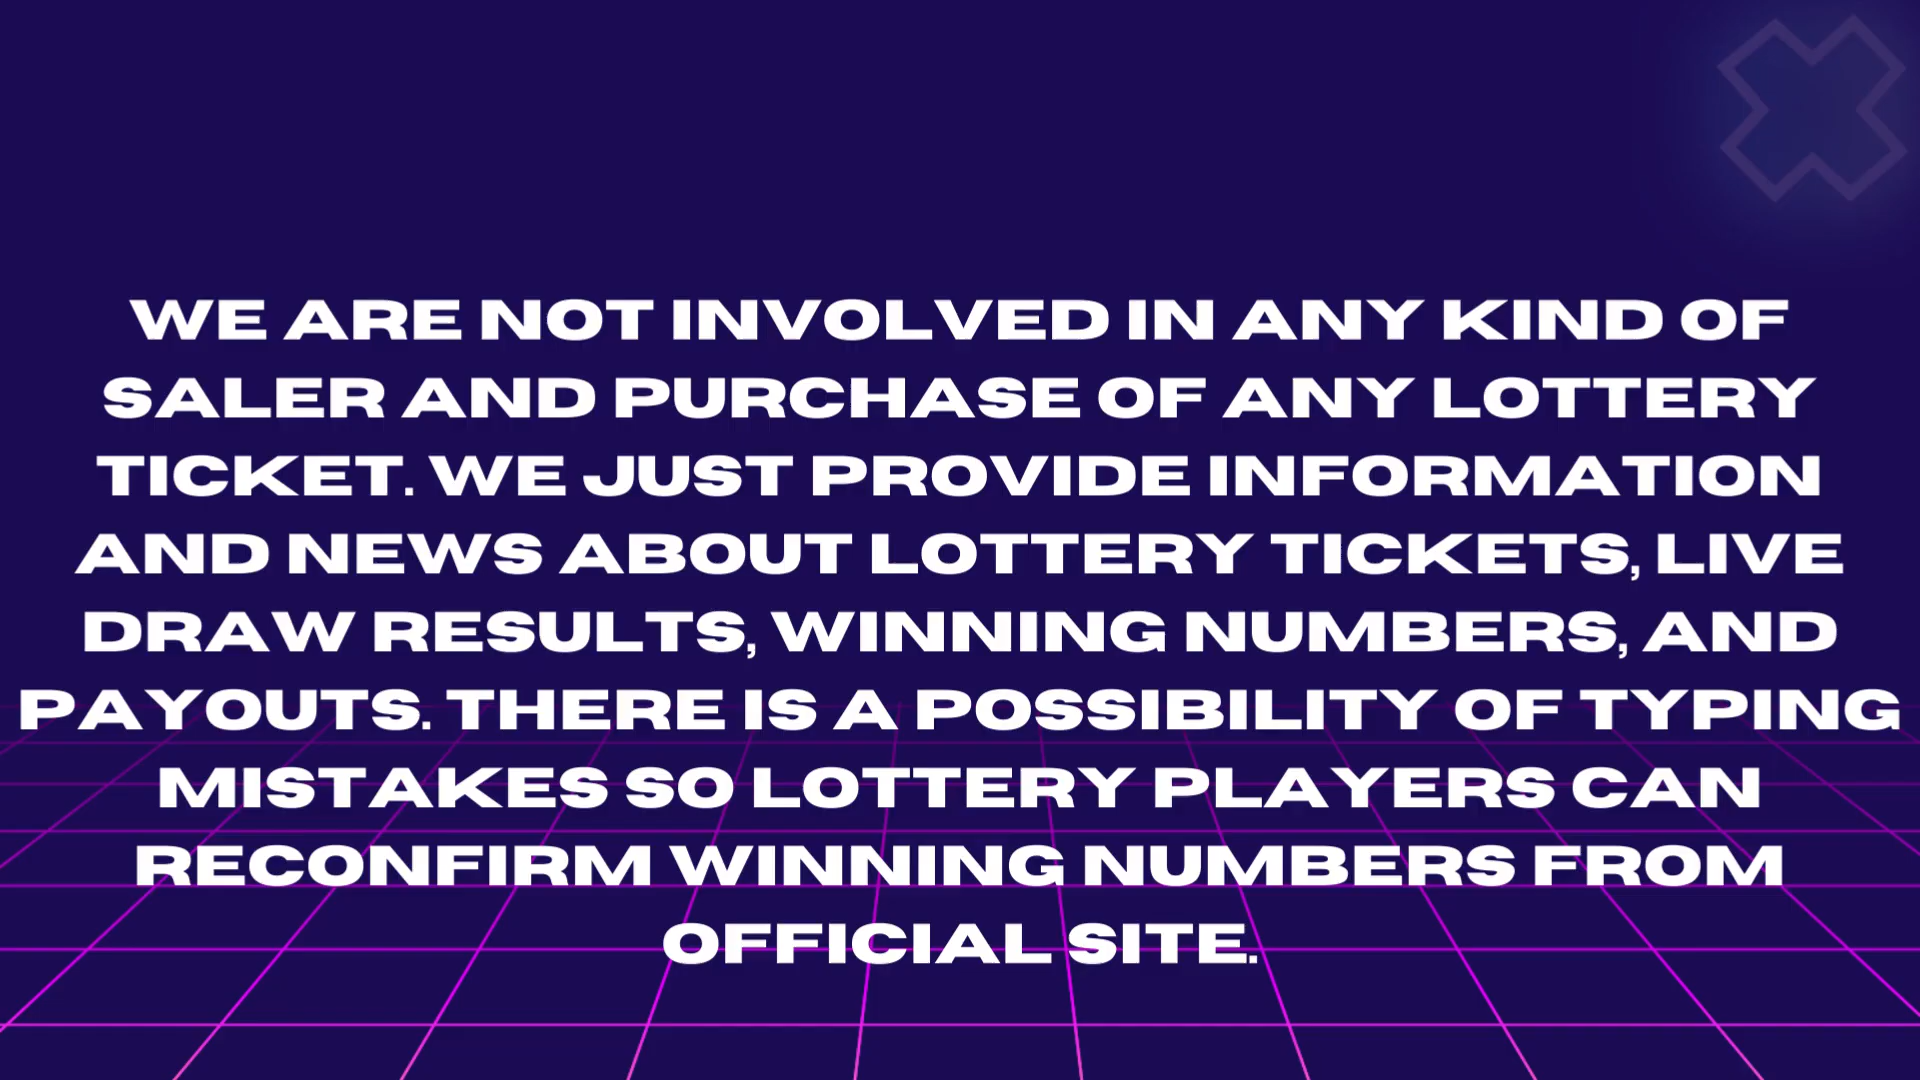 WE ARE NOT INVOLVED IN ANY KIND OF
SALER AND PURCHASE OF ANY LOTTERY
TICKET. WE JUST PROVIDE INFORMATION
AND NEWS ABOUT LOTTERY TICKETS, LIVE
DRAW RESULTS, WINNING NUMBERS, AND
PAYOUTS. THERE IS A POSSIBILITY OF TYPING
MISTAKES SO LOTTERY PLAYERS CAN
RECONFIRM WINNING NUMBERS FROM
OFFICIAL SITE.